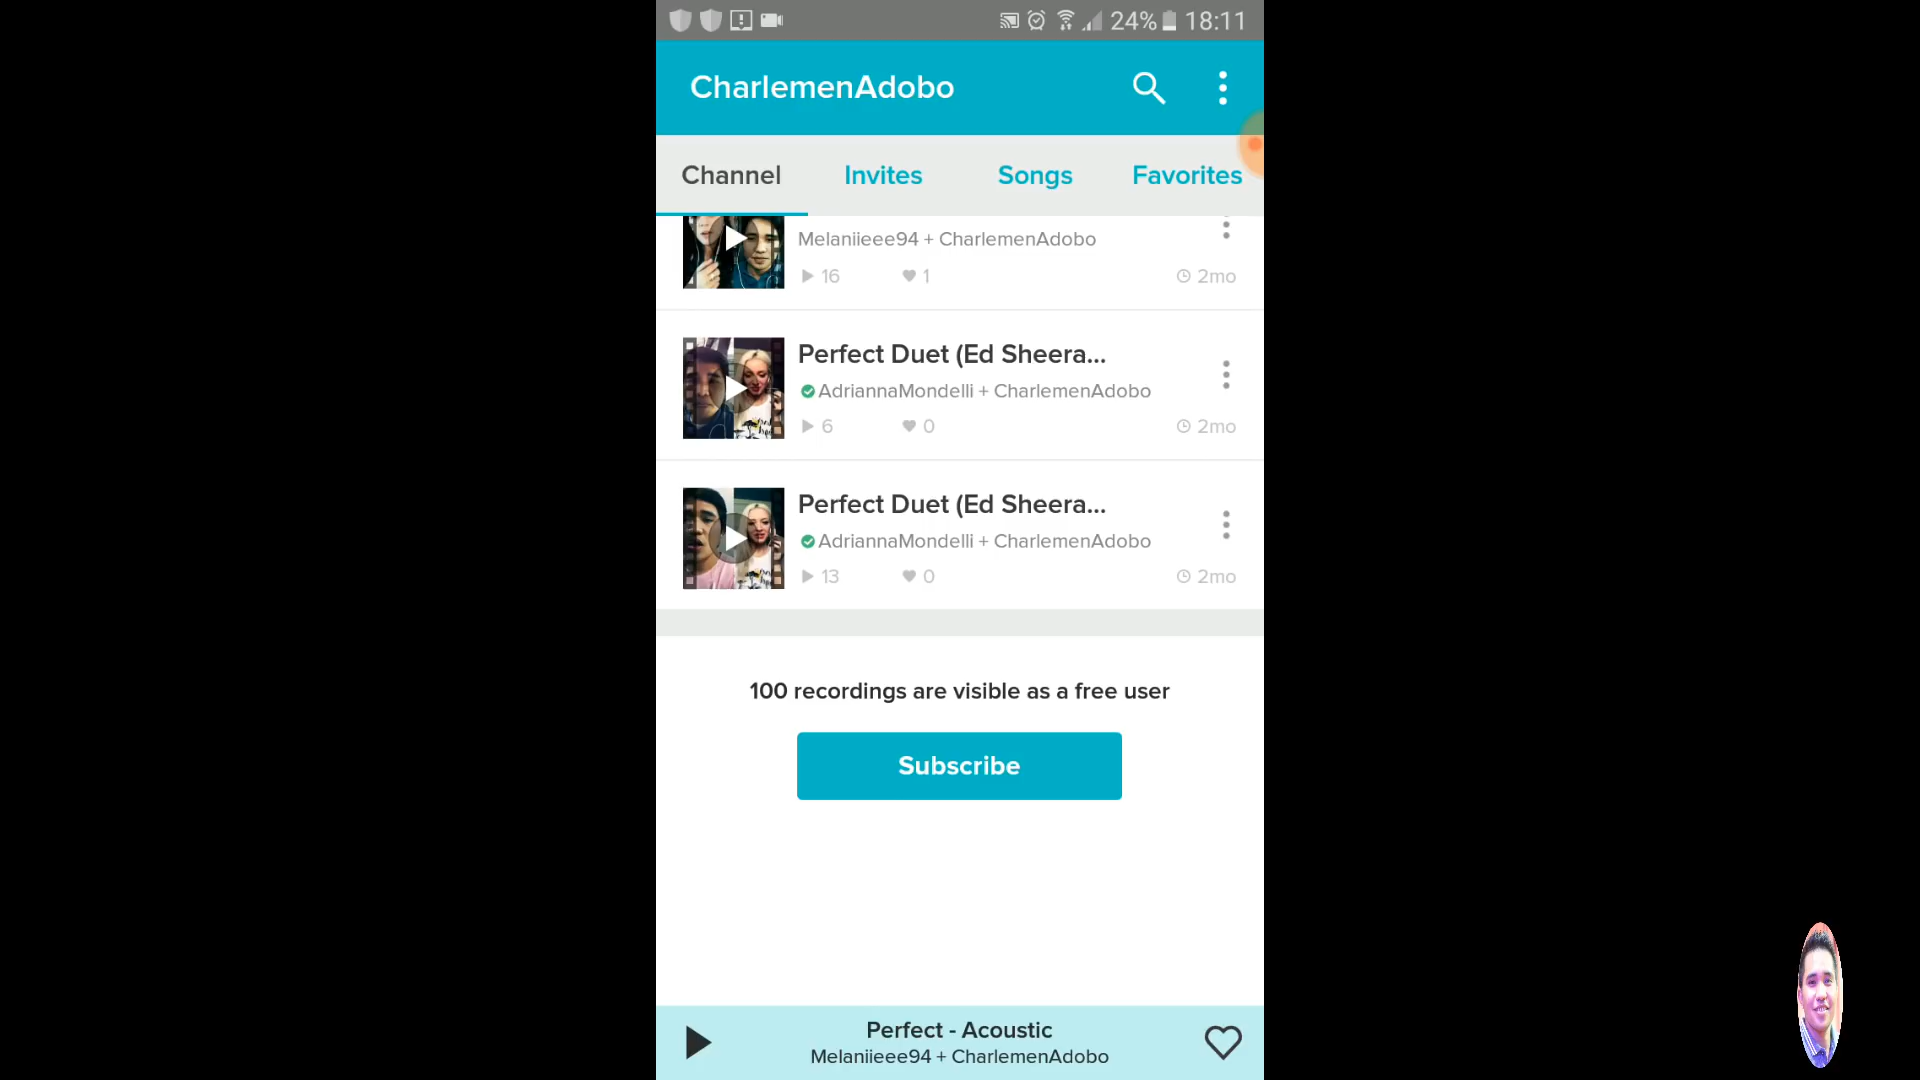 24% 18:11
CharlemenAdobo
Channel Invites Songs Favorites
Melaniieee94 + CharlemenAdobo
16 1 2mo
Perfect Duet (Ed Sheera...
AdriannaMondelli + CharlemenAdobo
6 0 2mo
Perfect Duet (Ed Sheera...
AdriannaMondelli + CharlemenAdobo
13 0 2mo
100 recordings are visible as a free user
Subscribe
Perfect - Acoustic
Melaniieee94 + CharlemenAdobo